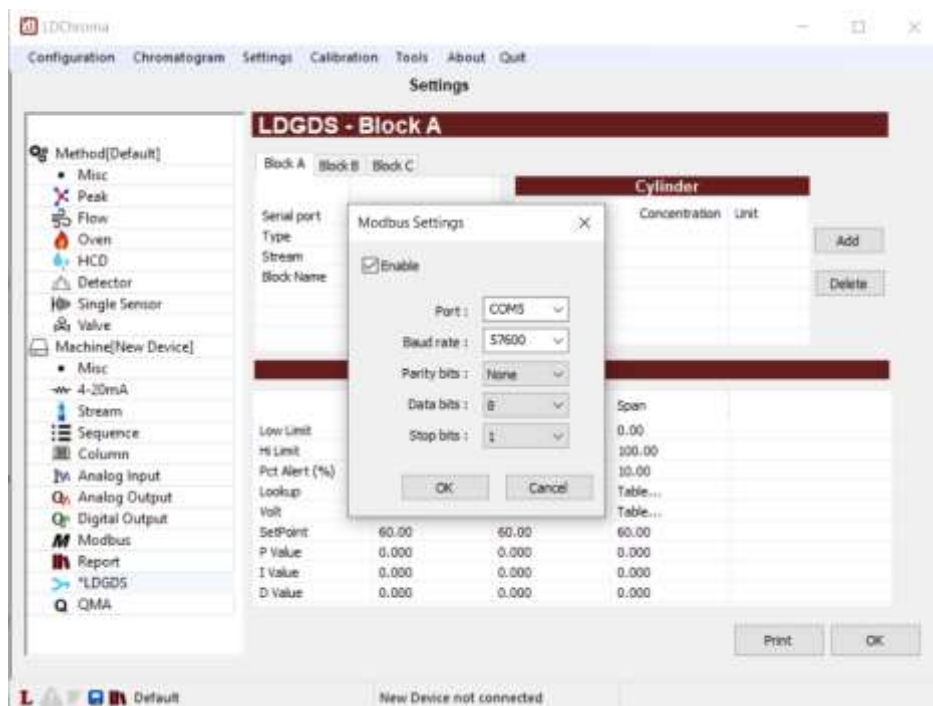 LDChroma
Configuration Chromatogram Settings Calibration Tools About Quit
Settings
LDGDS - Block A
Block A Block B Block C
Method[Default]
Misc
Peak
Flow
Oven
HCD
Detector
Single Sensor
Valve
Machine[New Device]
Misc
4-20mA
Stream
Sequence
Column
Analog Input
Analog Output
Digital Output
Modbus
Report
*LDGDS
QMA
Cylinder
Concentration Unit
Serial port
Type
Stream
Block Name
Add
Delete
Modbus Settings
Enable
Port : COM5
Baud rate : 57600
Parity bits : None
Data bits : 8
Stop bits : 1
OK Cancel
Span
Low Limit 0.00
Hi Limit 100.00
Pct Alert (%) 10.00
Lookup Table...
Volt Table...
SetPoint 60.00 60.00 60.00
P Value 0.000 0.000 0.000
I Value 0.000 0.000 0.000
D Value 0.000 0.000 0.000
Print OK
L Default New Device not connected